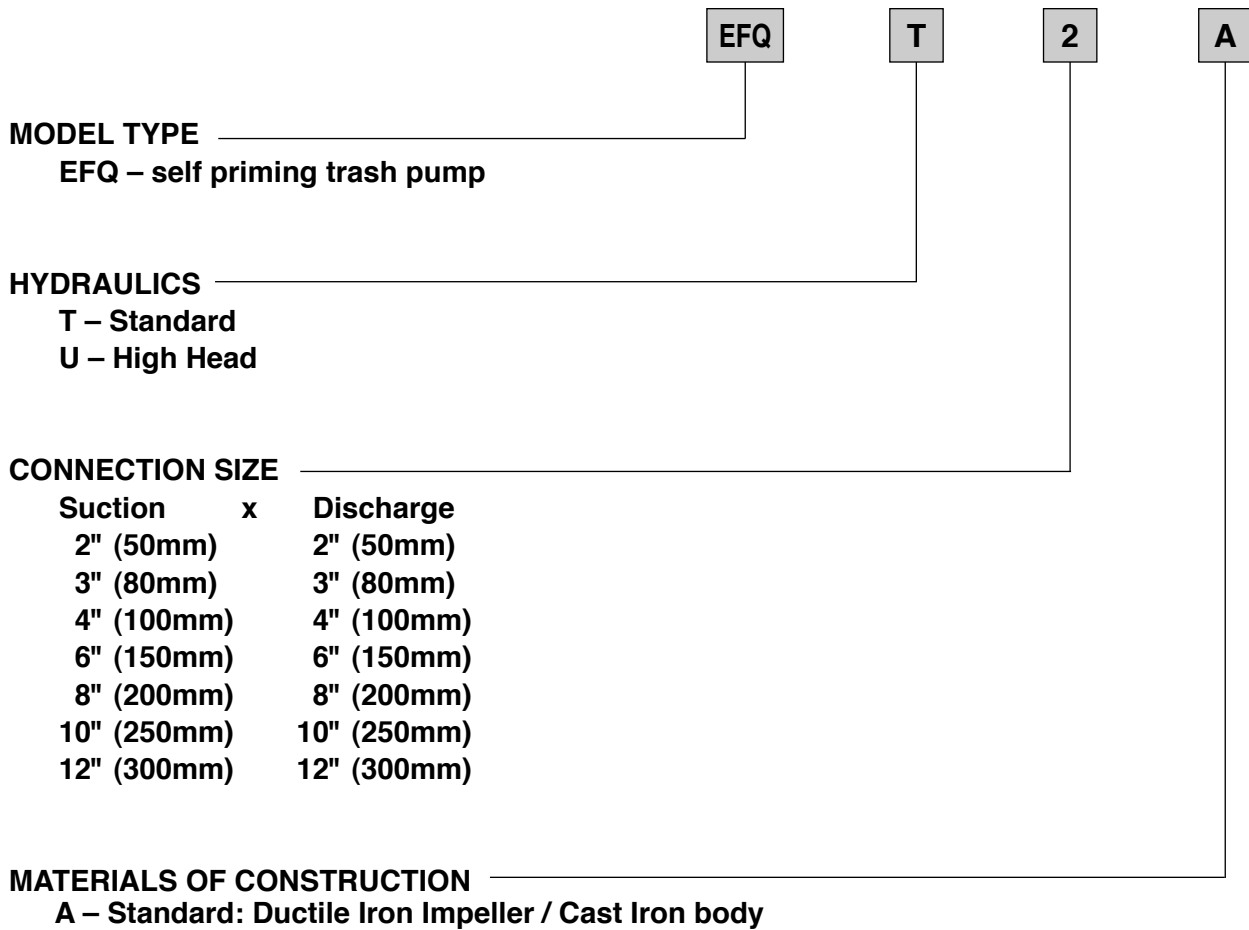 EFQ T 2 A
MODEL TYPE
EFQ – self priming trash pump
HYDRAULICS
T – Standard
U – High Head
CONNECTION SIZE
Suction x Discharge
2" (50mm) 2" (50mm)
3" (80mm) 3" (80mm)
4" (100mm) 4" (100mm)
6" (150mm) 6" (150mm)
8" (200mm) 8" (200mm)
10" (250mm) 10" (250mm)
12" (300mm) 12" (300mm)
MATERIALS OF CONSTRUCTION
A – Standard: Ductile Iron Impeller / Cast Iron body